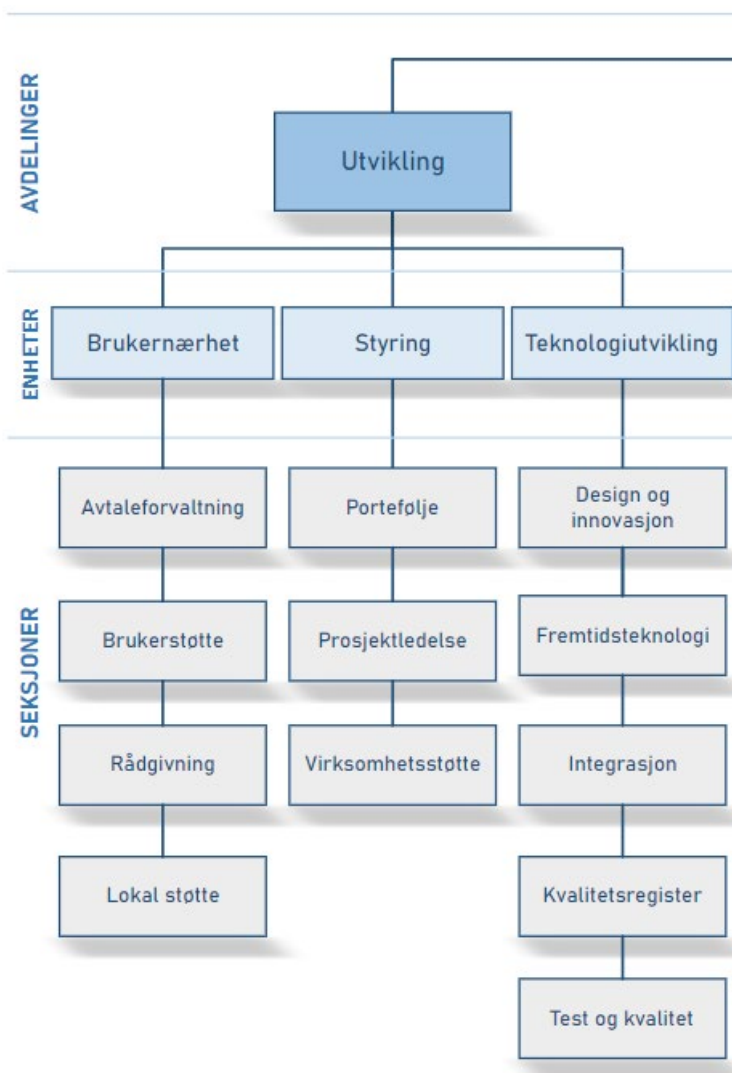 AVDELINGER
Utvikling
ENHETER
Brukernærhet
Styring
Teknologiutvikling
SEKSJONER
Avtaleforvaltning
Brukerstøtte
Rådgivning
Lokal støtte
Portefølje
Prosjektledelse
Virksomhetsstøtte
Design og
innovasjon
Fremtidsteknologi
Integrasjon
Kvalitetsregister
Test og kvalitet